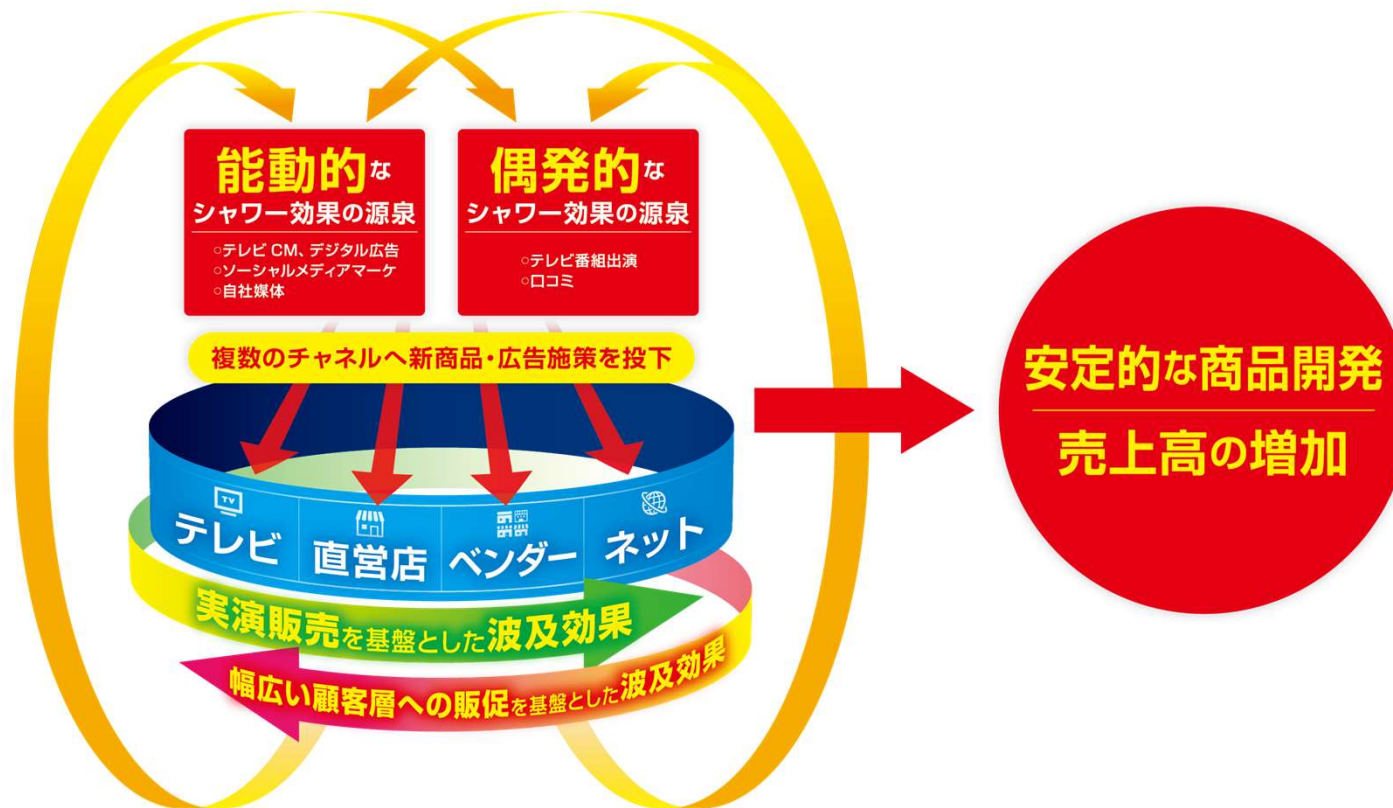 能動的な
シャワー効果の源泉
○テレビ CM、デジタル広告
○ソーシャルメディアマーケ
○自社媒体
偶発的な
シャワー効果の源泉
○テレビ番組出演
○口コミ
複数のチャネルへ新商品・広告施策を投下
TV
テレビ
直営店
ベンダー
ネット
実演販売を基盤とした波及効果
幅広い顧客層への販促を基盤とした波及効果
安定的な商品開発
売上高の増加